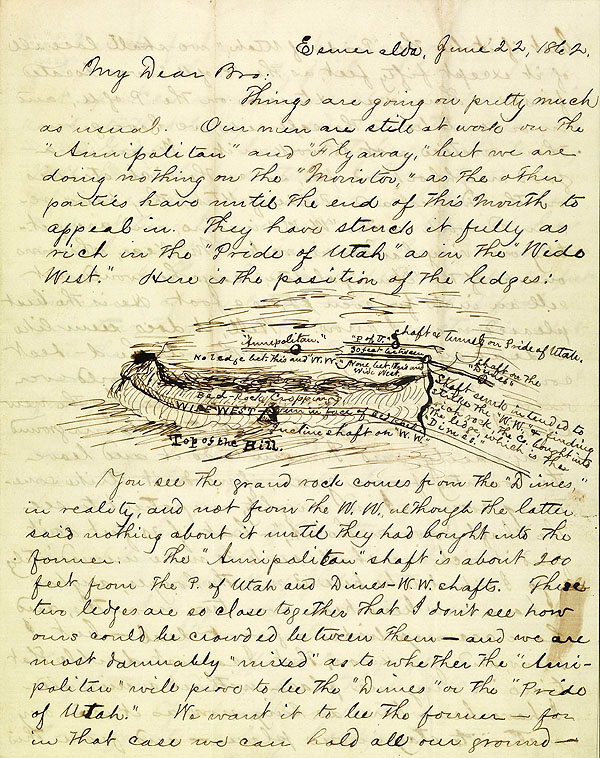 Esmeralda, June 22, 1862.
My Dear Bro:
Things are going on pretty much
as usual. Our men are still at work on the
"Annipolitan" and "Flyaway," but we are
doing nothing on the "Monitor," as the other
parties have until the end of this month to
appeal in. They have struck it fully as
rich in the "Pride of Utah" as in the "Wide
West." Here is the position of the ledges:
"Annipolitan."
No ledge bet. this and W.W.
"P of U."
30 feet between
None bet. this and
Wide West.
shaft & tunnel on Pride of Utah.
shaft on the
"Dimes"
Shaft sunk intended to
strike the W.W. & finding
the rock the Co. bought into
the ledge, which is the
Dimes.
Bed-Rock Croppings
WIDE WEST
Incline shaft on "W.W."
Top of the Hill.
You see the grand rock comes from the "Dimes"
in reality, and not from the W.W. although the latter
said nothing about it until they had bought into the
former. The "Annipolitan" shaft is about 200
feet from the P. of Utah and Dimes-W.W. shafts. These
two ledges are so close together that I don't see how
ours could be crowded between them — and we are
most damnably "mixed" as to whether the "Anni-
politan" will prove to be the "Dimes" or the "Pride
of Utah." We want it to be the former — for
in that case we can hold all our ground —